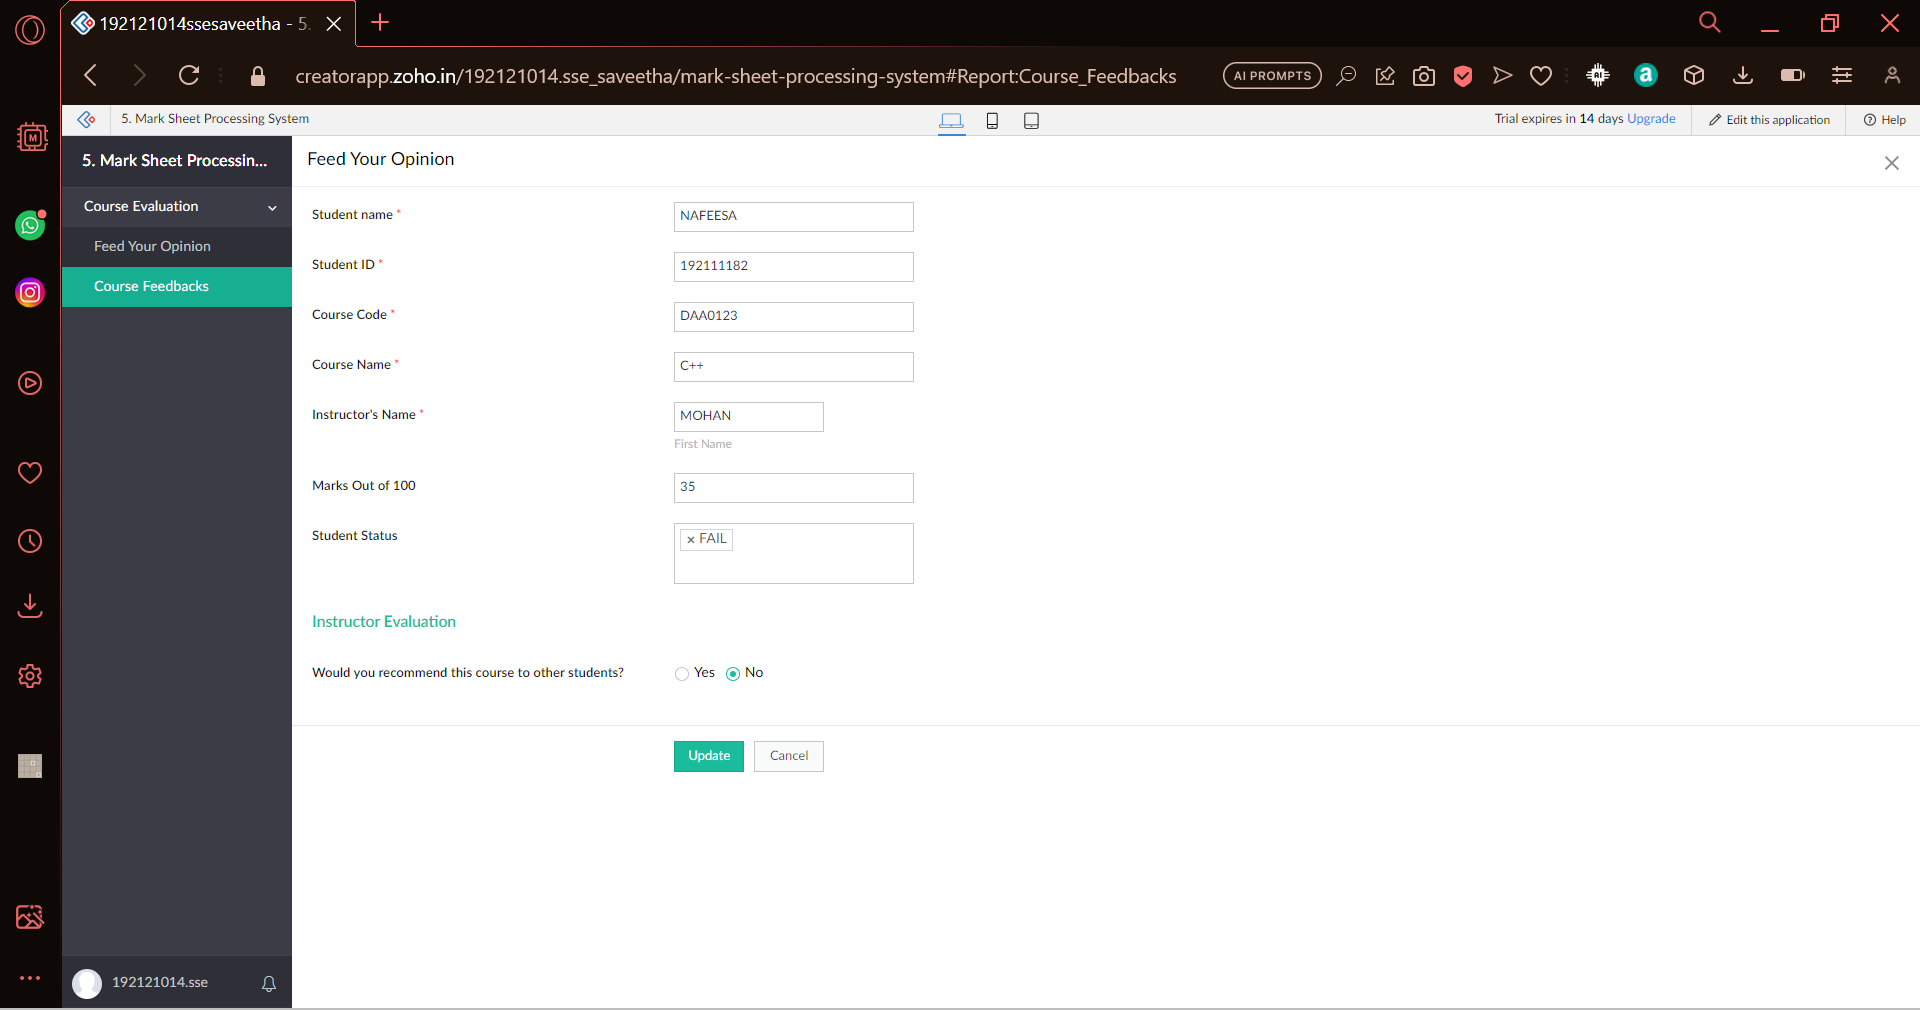 192121014ssesaveetha - 5.
creatorapp.zoho.in/192121014.sse_saveetha/mark-sheet-processing-system#Report:Course_Feedbacks
AI PROMPTS
5. Mark Sheet Processing System
Trial expires in 14 days Upgrade
Edit this application
Help
5. Mark Sheet Processin...
Course Evaluation
Feed Your Opinion
Course Feedbacks
Feed Your Opinion
Student name *
NAFEESA
Student ID *
192111182
Course Code *
DAA0123
Course Name *
C++
Instructor's Name *
MOHAN
First Name
Marks Out of 100
35
Student Status
× FAIL
Instructor Evaluation
Would you recommend this course to other students?
Yes No
Update
Cancel
192121014.sse